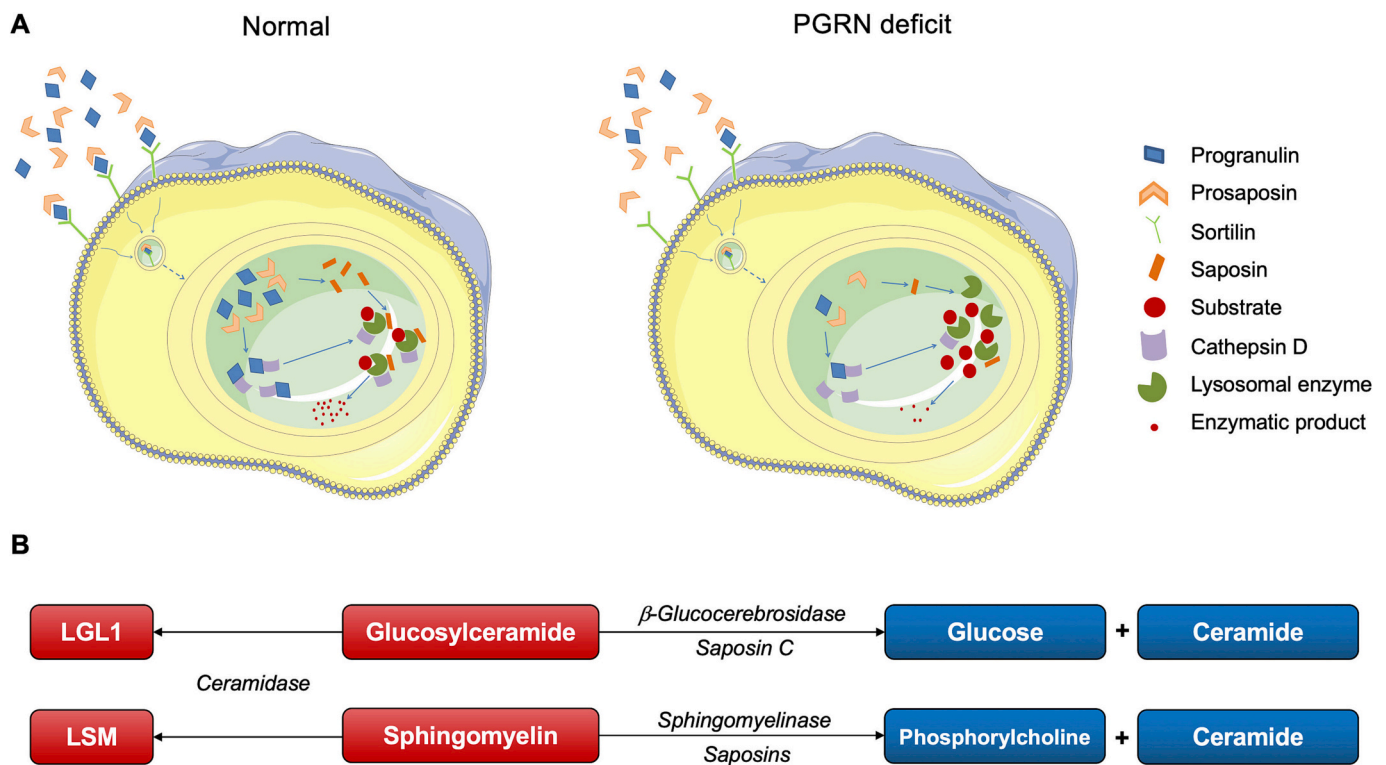 A
Normal
PGRN deficit
Progranulin
Prosaposin
Sortilin
Saposin
Substrate
Cathepsin D
Lysosomal enzyme
Enzymatic product
B
LGL1
Glucosylceramide
β-Glucocerebrosidase
Saposin C
Glucose
+
Ceramide
Ceramidase
LSM
Sphingomyelin
Sphingomyelinase
Saposins
Phosphorylcholine
+
Ceramide